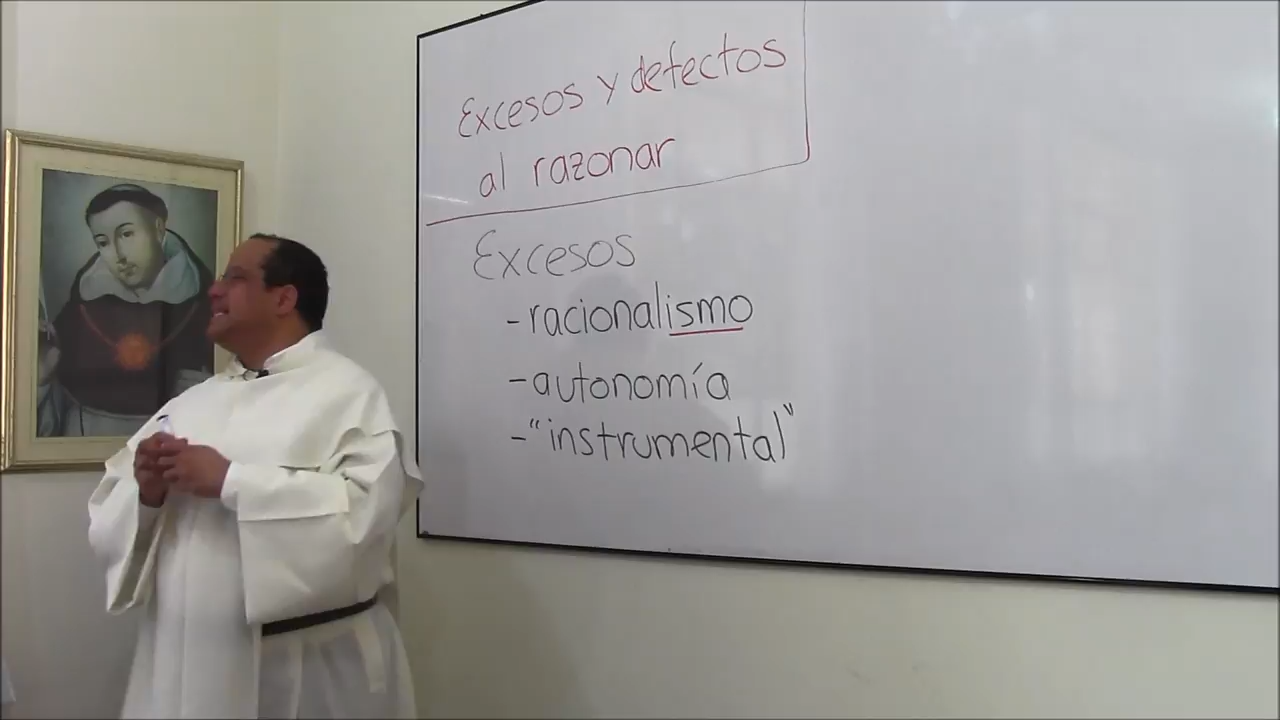 Excesos y defectos
al razonar
Excesos
-racionalismo
-autonomía
-"instrumental"